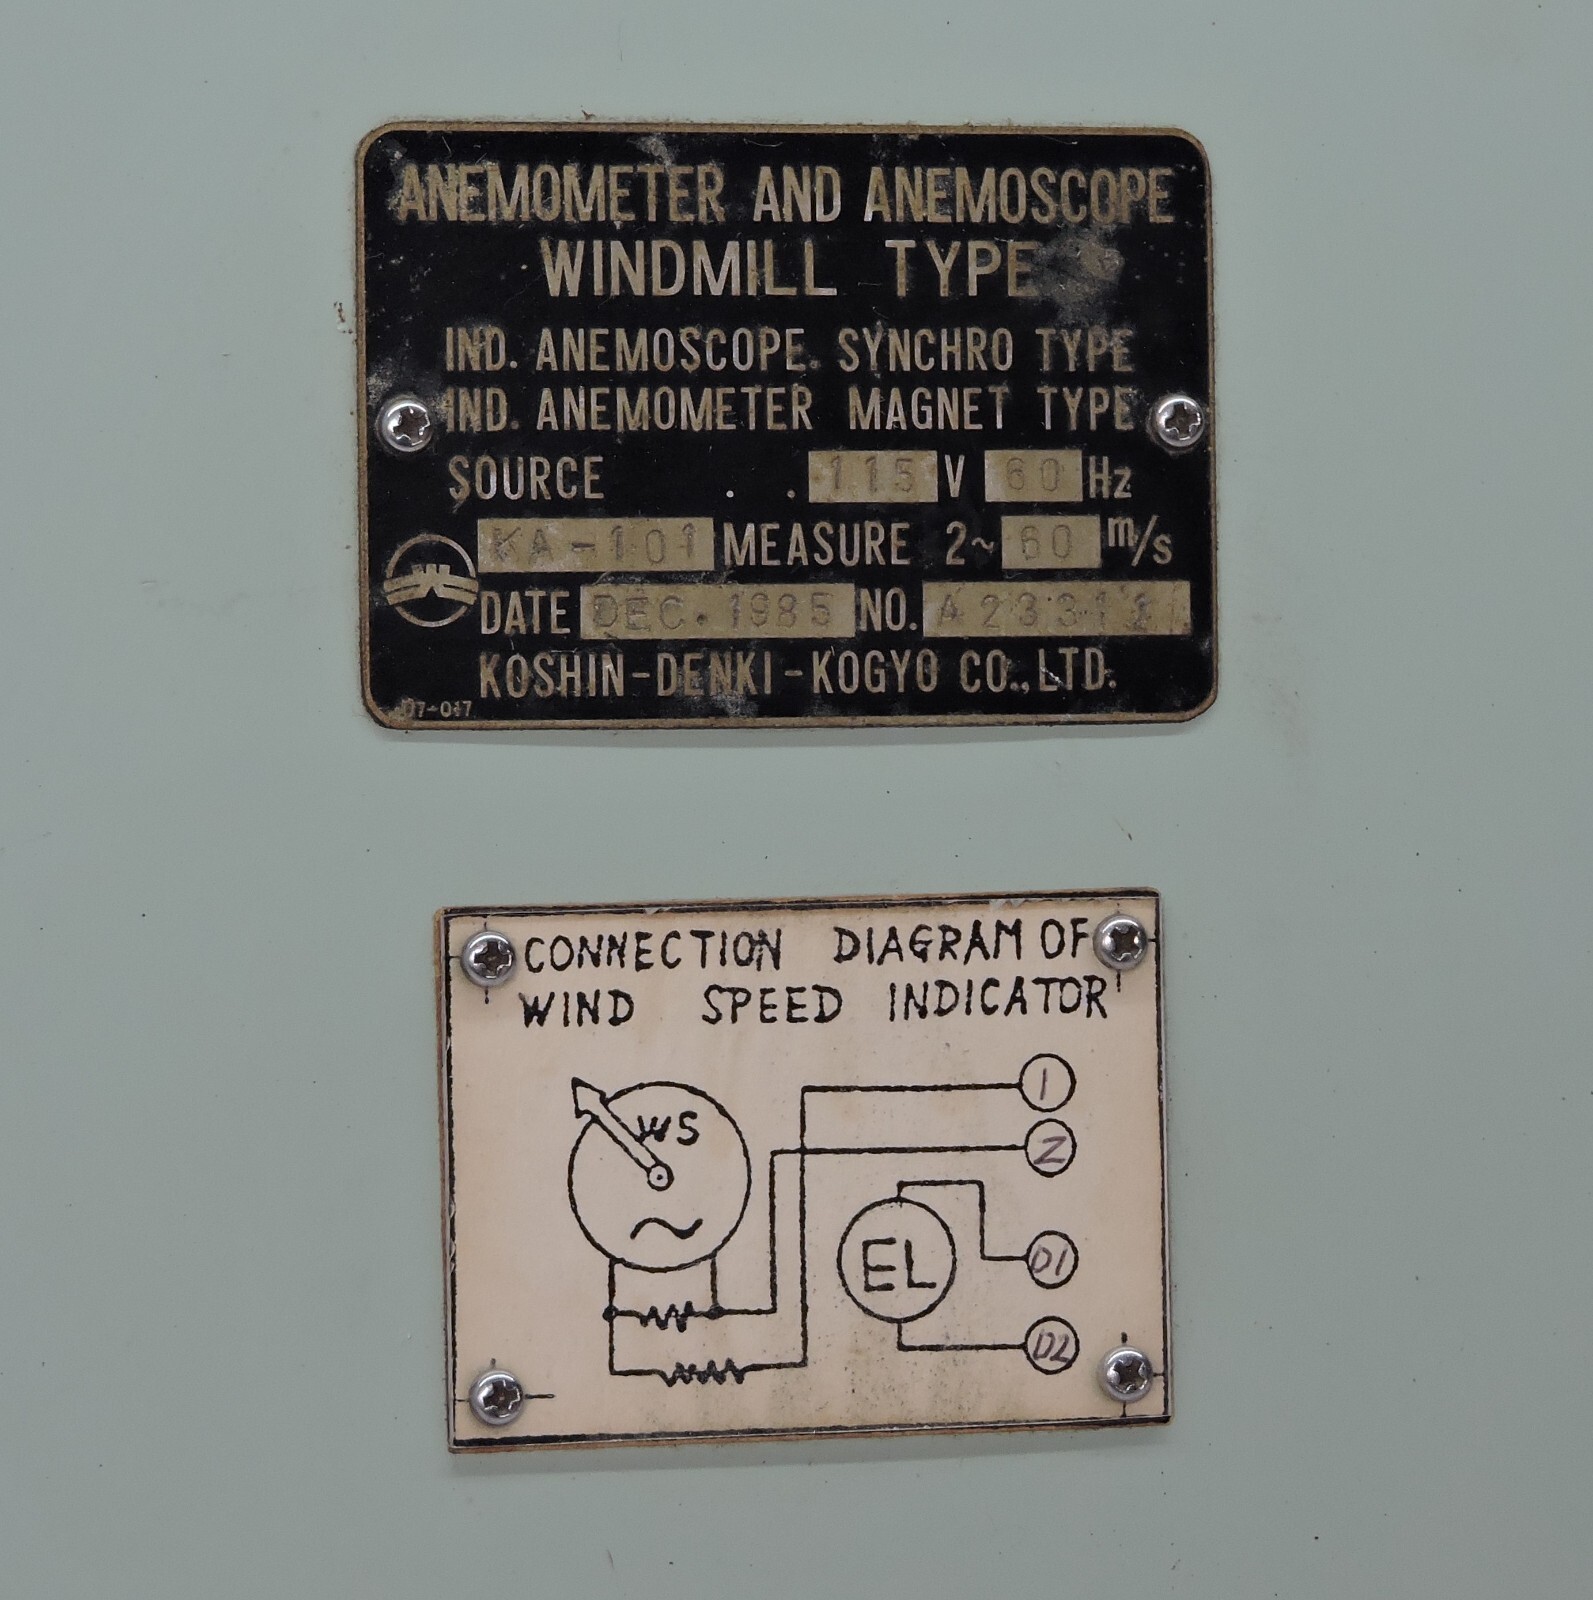 ANEMOMETER AND ANEMOSCOPE
WINDMILL TYPE
IND. ANEMOSCOPE. SYNCHRO TYPE
IND. ANEMOMETER MAGNET TYPE
SOURCE . . 115 V 60 Hz
KA-101 MEASURE 2~60 m/s
DATE DEC. 1985 NO.
KOSHIN-DENKI-KOGYO CO., LTD.
CONNECTION DIAGRAM OF
WIND SPEED INDICATOR
1
WS
2
EL
D1
D2